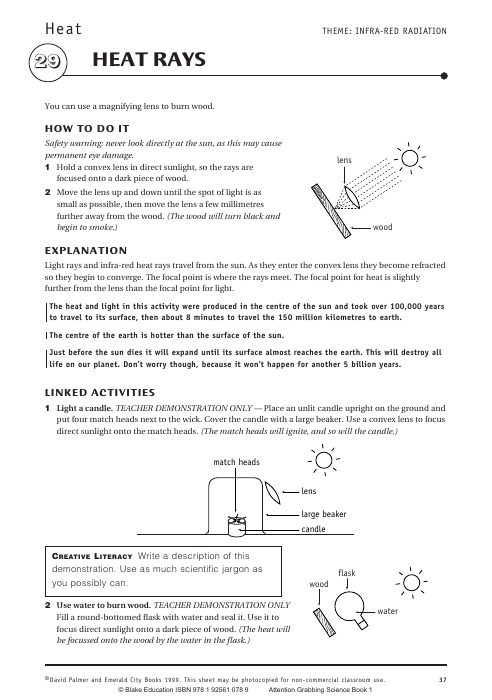 Heat
THEME: INFRA-RED RADIATION
29
HEAT RAYS
You can use a magnifying lens to burn wood.
HOW TO DO IT
Safety warning: never look directly at the sun, as this may cause
permanent eye damage.
1 Hold a convex lens in direct sunlight, so the rays are
focused onto a dark piece of wood.
2 Move the lens up and down until the spot of light is as
small as possible, then move the lens a few millimetres
further away from the wood. (The wood will turn black and
begin to smoke.)
lens
wood
EXPLANATION
Light rays and infra-red heat rays travel from the sun. As they enter the convex lens they become refracted
so they begin to converge. The focal point is where the rays meet. The focal point for heat is slightly
further from the lens than the focal point for light.
The heat and light in this activity were produced in the centre of the sun and took over 100,000 years
to travel to its surface, then about 8 minutes to travel the 150 million kilometres to earth.
The centre of the earth is hotter than the surface of the sun.
Just before the sun dies it will expand until its surface almost reaches the earth. This will destroy all
life on our planet. Don't worry though, because it won't happen for another 5 billion years.
LINKED ACTIVITIES
1 Light a candle. TEACHER DEMONSTRATION ONLY — Place an unlit candle upright on the ground and
put four match heads next to the wick. Cover the candle with a large beaker. Use a convex lens to focus
direct sunlight onto the match heads. (The match heads will ignite, and so will the candle.)
match heads
lens
large beaker
candle
CREATIVE LITERACY Write a description of this
demonstration. Use as much scientific jargon as
you possibly can.
2 Use water to burn wood. TEACHER DEMONSTRATION ONLY
Fill a round-bottomed flask with water and seal it. Use it to
focus direct sunlight onto a dark piece of wood. (The heat will
be focussed onto the wood by the water in the flask.)
flask
wood
water
©David Palmer and Emerald City Books 1999. This sheet may be photocopied for non-commercial classroom use.
37
© Blake Education ISBN 978 1 92561 078 9 Attention Grabbing Science Book 1